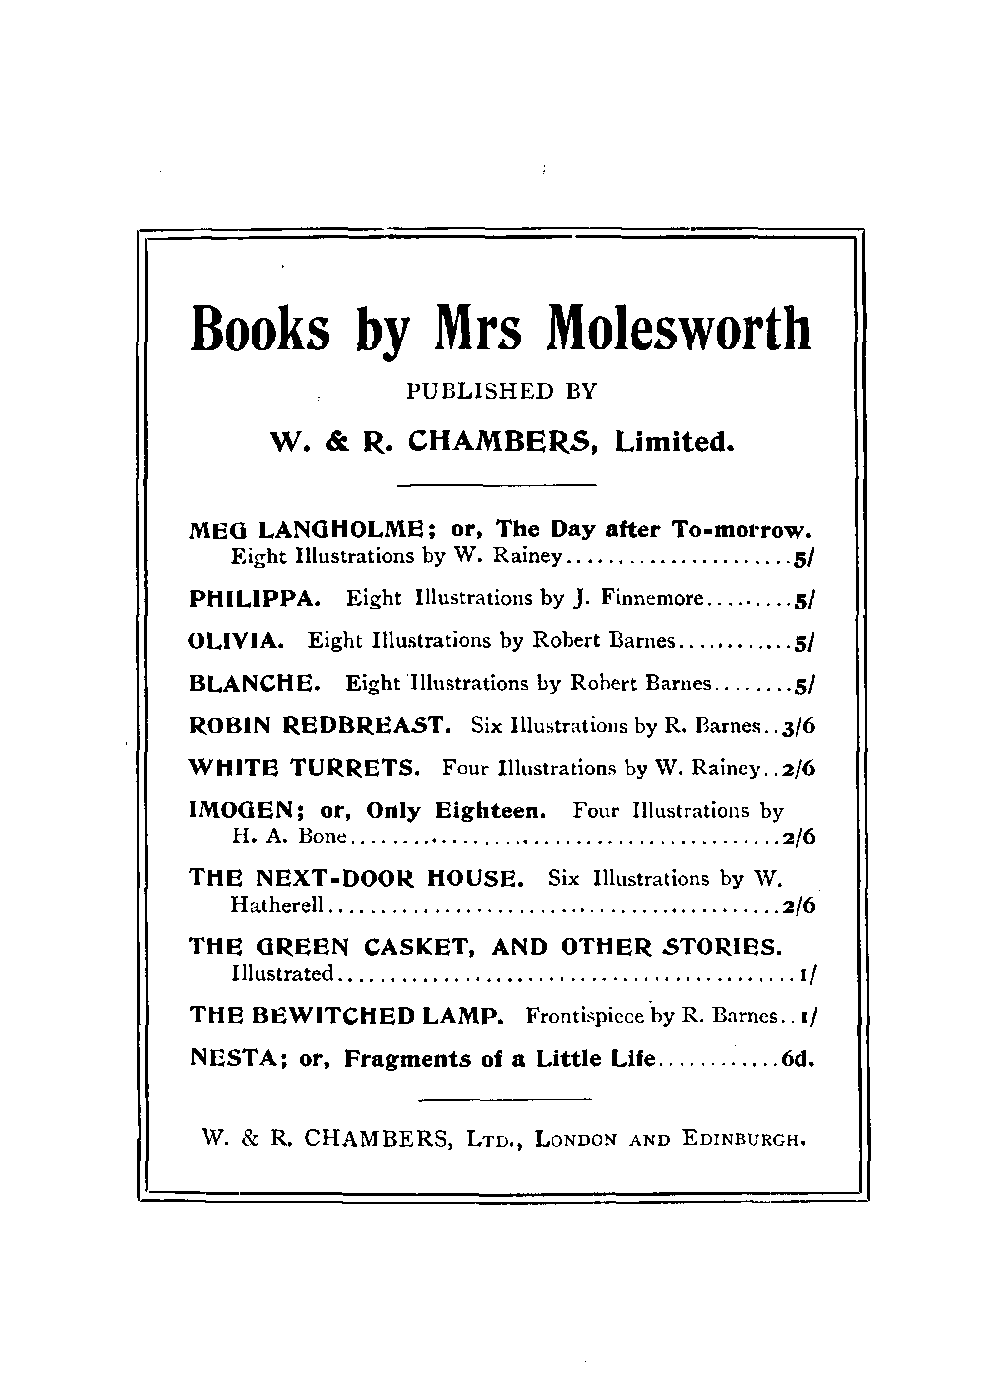 Books by Mrs Molesworth
PUBLISHED BY
W. & R. CHAMBERS, Limited.
MEG LANGHOLME; or, The Day after To-morrow.
Eight Illustrations by W. Rainey......................5/
PHILIPPA. Eight Illustrations by J. Finnemore.........5/
OLIVIA. Eight Illustrations by Robert Barnes...........5/
BLANCHE. Eight Illustrations by Robert Barnes........5/
ROBIN REDBREAST. Six Illustrations by R. Barnes..3/6
WHITE TURRETS. Four Illustrations by W. Rainey..2/6
IMOGEN; or, Only Eighteen. Four Illustrations by
H. A. Bone.........................................2/6
THE NEXT-DOOR HOUSE. Six Illustrations by W.
Hatherell...........................................2/6
THE GREEN CASKET, AND OTHER STORIES.
Illustrated............................................1/
THE BEWITCHED LAMP. Frontispiece by R. Barnes..1/
NESTA; or, Fragments of a Little Life............6d.
W. & R. CHAMBERS, LTD., LONDON AND EDINBURGH.